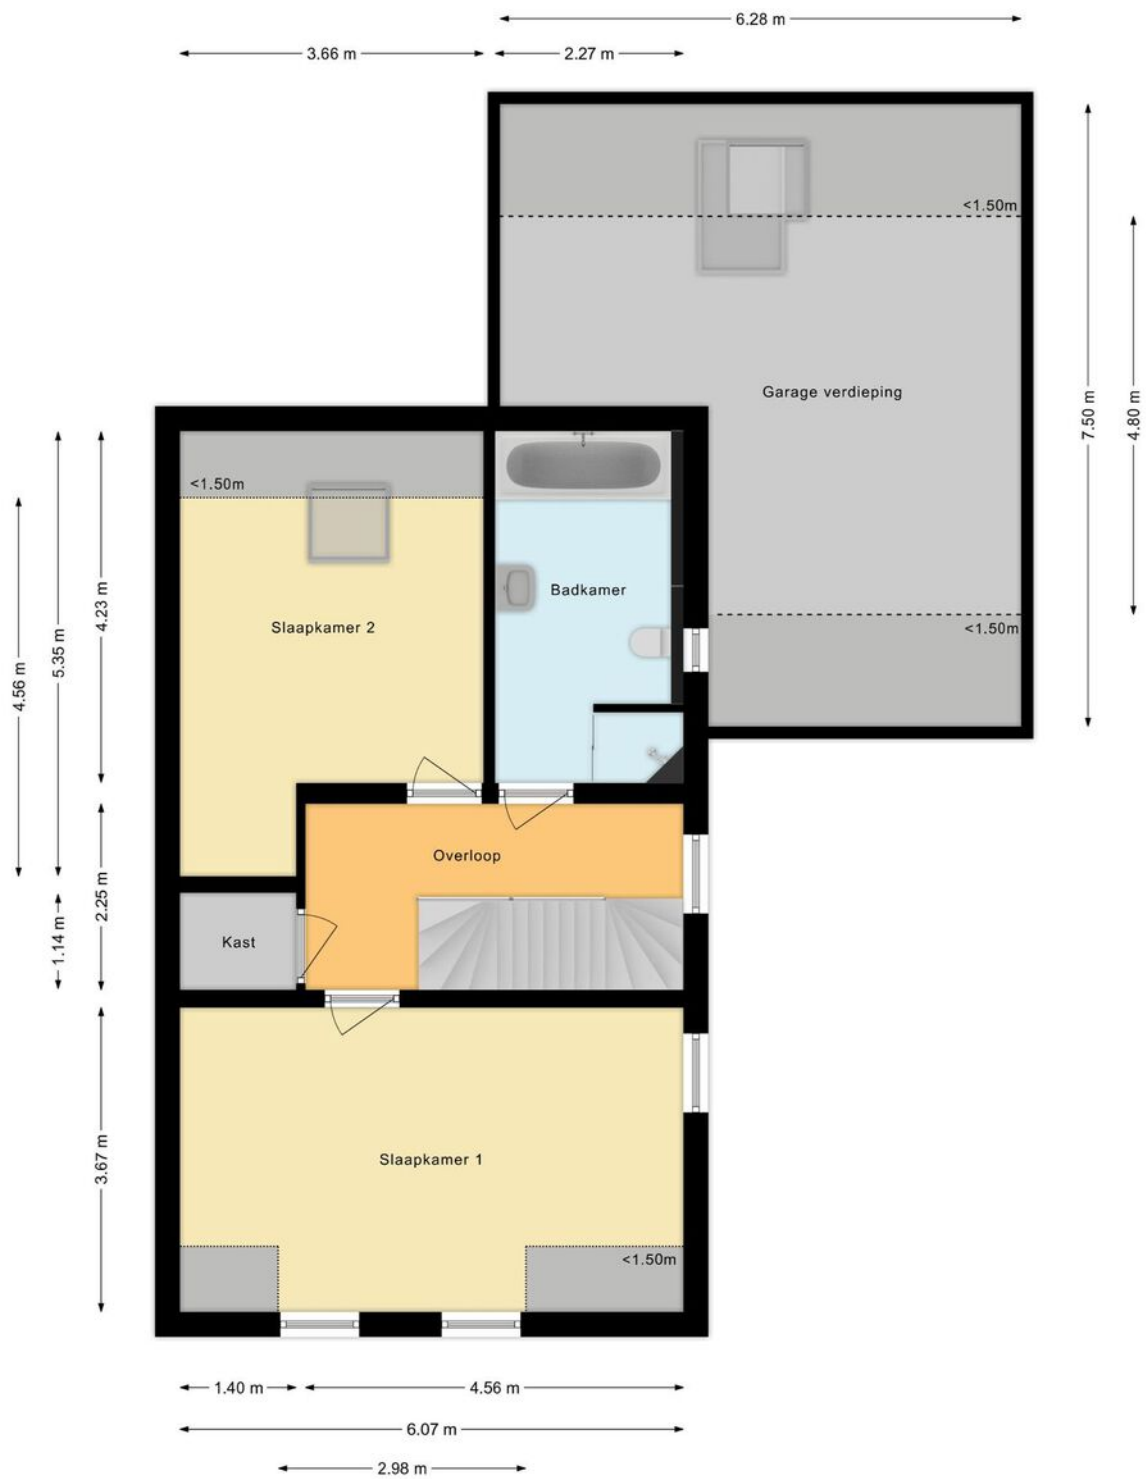 6.28 m
3.66 m
2.27 m
<1.50m
Garage verdieping
7.50 m
4.80 m
<1.50m
4.23 m
5.35 m
4.56 m
Badkamer
Slaapkamer 2
<1.50m
Overloop
2.25 m
1.14 m
Kast
3.67 m
Slaapkamer 1
<1.50m
1.40 m
4.56 m
6.07 m
2.98 m